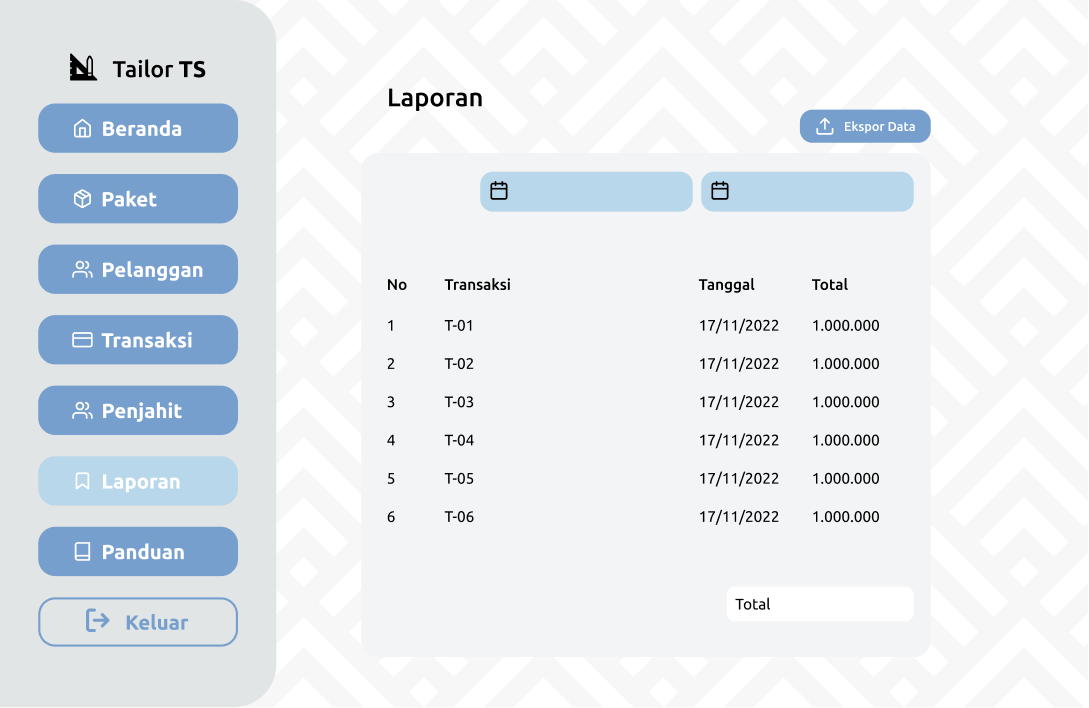 Tailor TS
Beranda
Paket
Pelanggan
Transaksi
Penjahit
Laporan
Panduan
Keluar
Laporan
Ekspor Data
No Transaksi Tanggal Total
1 T-01 17/11/2022 1.000.000
2 T-02 17/11/2022 1.000.000
3 T-03 17/11/2022 1.000.000
4 T-04 17/11/2022 1.000.000
5 T-05 17/11/2022 1.000.000
6 T-06 17/11/2022 1.000.000
Total